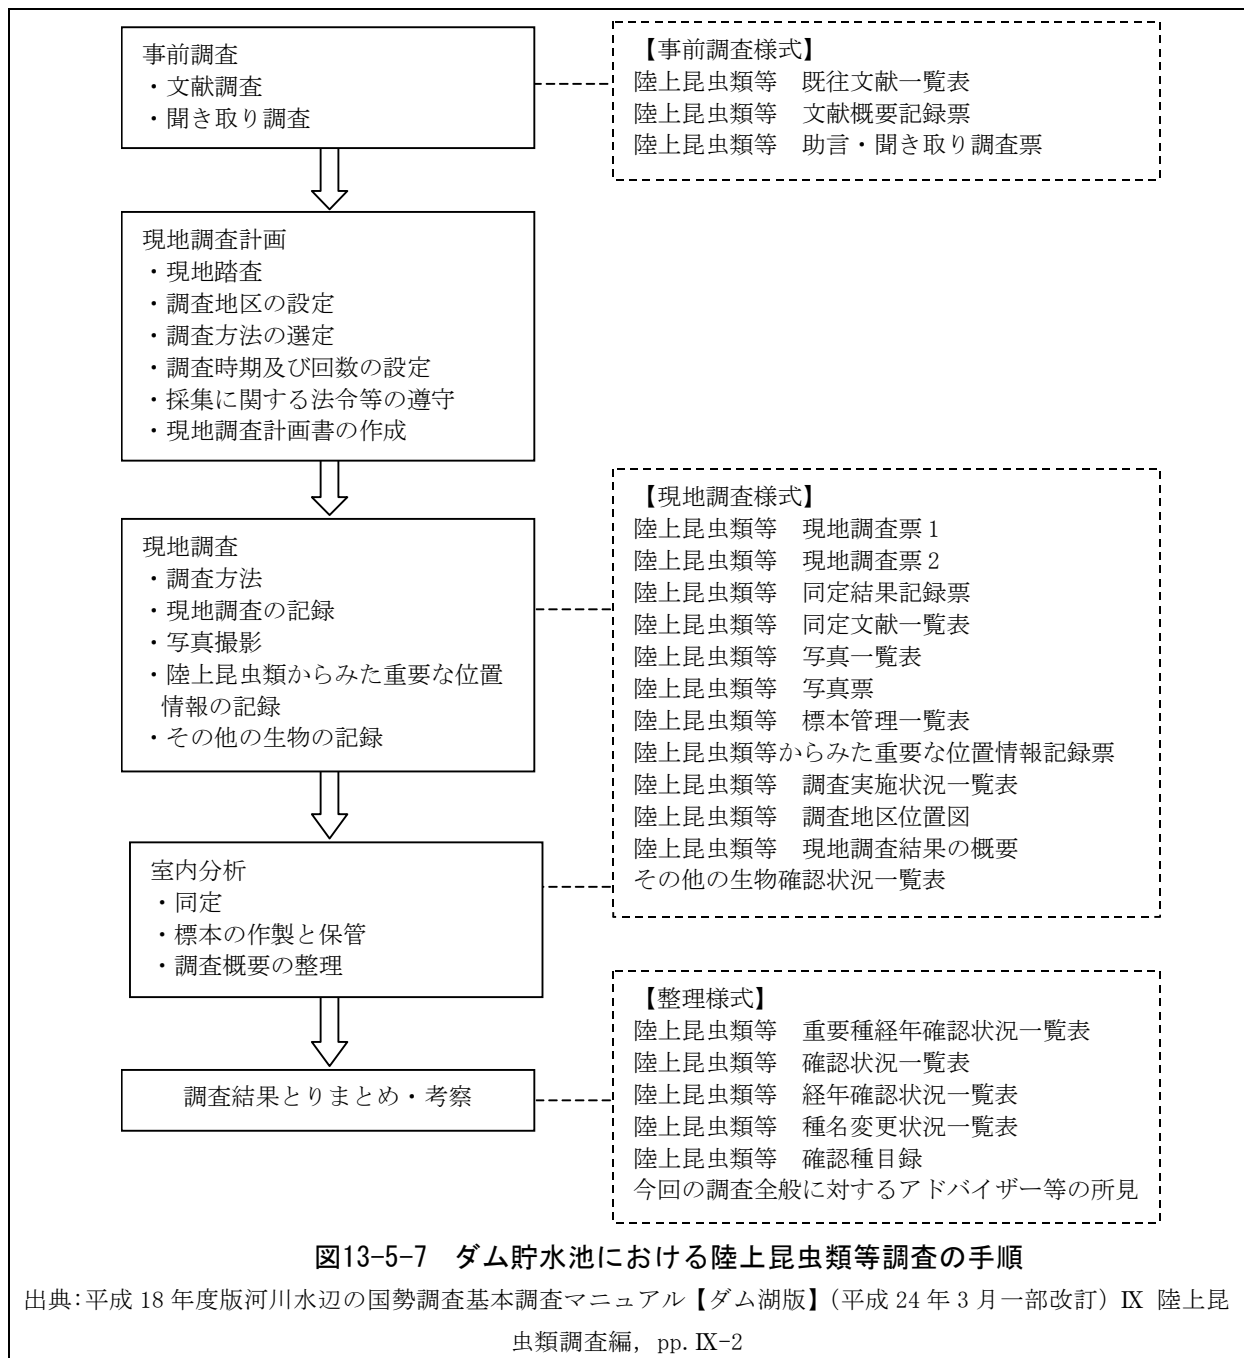 事前調査
・文献調査
・聞き取り調査
【事前調査様式】
陸上昆虫類等　既往文献一覧表
陸上昆虫類等　文献概要記録票
陸上昆虫類等　助言・聞き取り調査票
現地調査計画
・現地踏査
・調査地区の設定
・調査方法の選定
・調査時期及び回数の設定
・採集に関する法令等の遵守
・現地調査計画書の作成
現地調査
・調査方法
・現地調査の記録
・写真撮影
・陸上昆虫類からみた重要な位置
情報の記録
・その他の生物の記録
【現地調査様式】
陸上昆虫類等　現地調査票 1
陸上昆虫類等　現地調査票 2
陸上昆虫類等　同定結果記録票
陸上昆虫類等　同定文献一覧表
陸上昆虫類等　写真一覧表
陸上昆虫類等　写真票
陸上昆虫類等　標本管理一覧表
陸上昆虫類等からみた重要な位置情報記録票
陸上昆虫類等　調査実施状況一覧表
陸上昆虫類等　調査地区位置図
陸上昆虫類等　現地調査結果の概要
その他の生物確認状況一覧表
室内分析
・同定
・標本の作製と保管
・調査概要の整理
調査結果とりまとめ・考察
【整理様式】
陸上昆虫類等　重要種経年確認状況一覧表
陸上昆虫類等　確認状況一覧表
陸上昆虫類等　経年確認状況一覧表
陸上昆虫類等　種名変更状況一覧表
陸上昆虫類等　確認種目録
今回の調査全般に対するアドバイザー等の所見
図13-5-7　ダム貯水池における陸上昆虫類等調査の手順
出典:平成 18 年度版河川水辺の国勢調査基本調査マニュアル【ダム湖版】(平成 24 年 3 月一部改訂) Ⅸ 陸上昆
虫類調査編, pp.Ⅸ-2